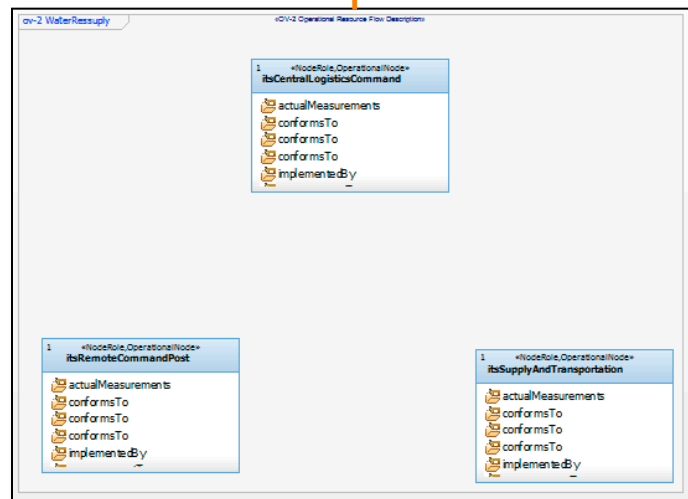 ov-2 WaterRessuply
«OV-2 Operational Resource Flow Description»
1 «NodeRole,OperationalNode»
itsCentralLogisticsCommand
actualMeasurements
conformsTo
conformsTo
conformsTo
implementedBy
1 «NodeRole,OperationalNode»
itsRemoteCommandPost
actualMeasurements
conformsTo
conformsTo
conformsTo
implementedBy
1 «NodeRole,OperationalNode»
itsSupplyAndTransportation
actualMeasurements
conformsTo
conformsTo
conformsTo
implementedBy